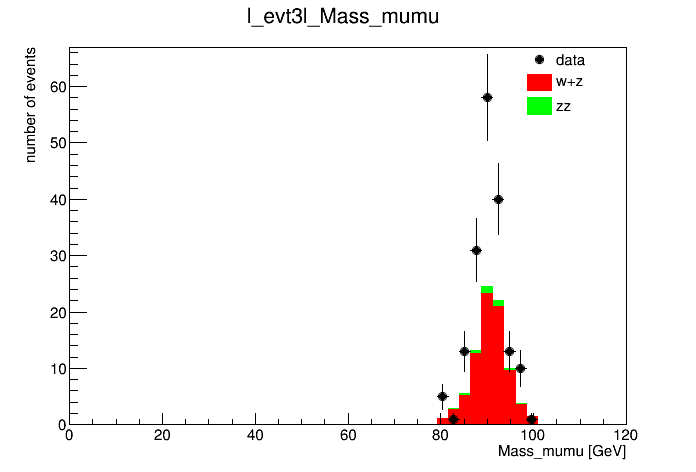 l_evt3l_Mass_mumu
number of events
60
50
40
30
20
10
0
data
w+z
zz
0 20 40 60 80 100 120
Mass_mumu [GeV]